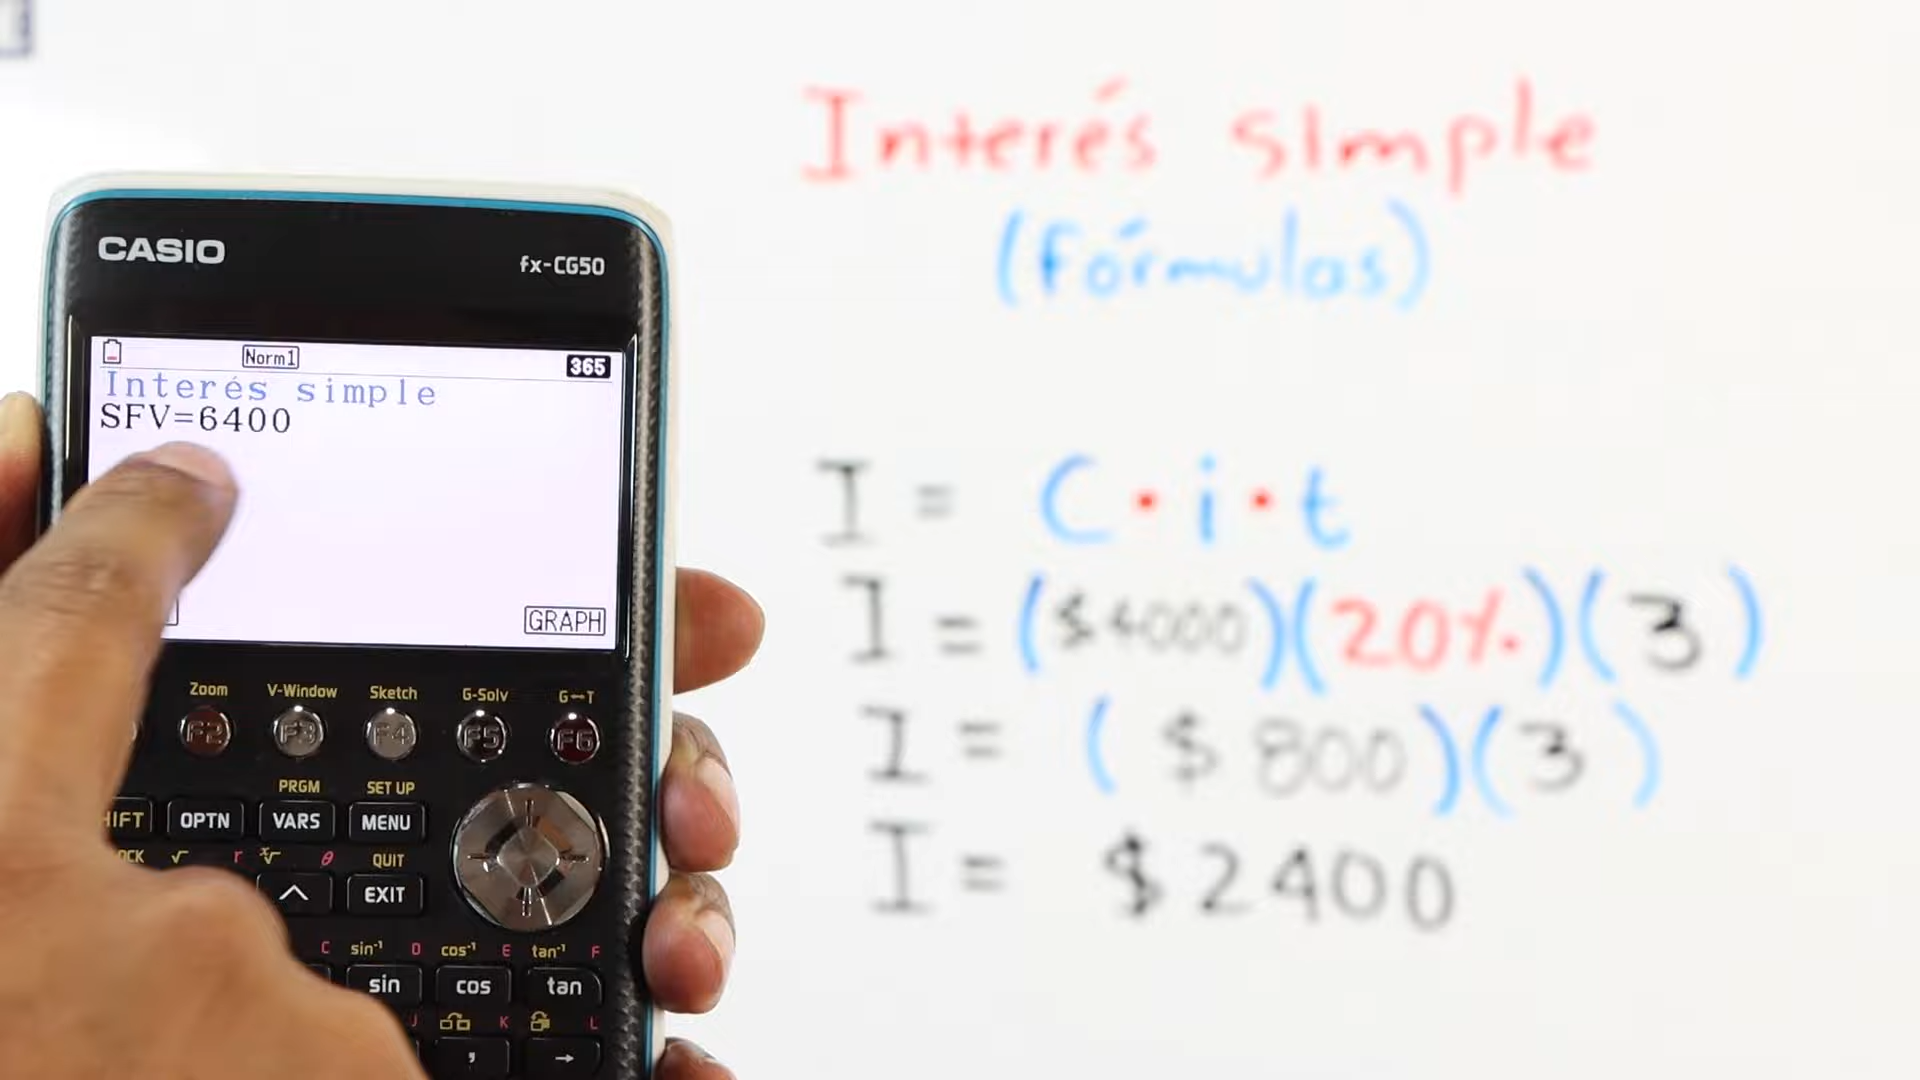 CASIO
fx-CG50
Norm1
365
Interés simple
SFV=6400
GRAPH
Zoom V-Window Sketch G-Solv G↔T
F2 F3 F4 F5 F6
PRGM SET UP
HIFT OPTN VARS MENU
OCK √ r ˣ√ θ QUIT
^ EXIT
C sin⁻¹ D cos⁻¹ E tan⁻¹ F
sin cos tan
J K L
, →
Interés simple
(fórmulas)
I = C · i · t
I = ($4000)(20%)(3)
I = ($800)(3)
I = $2400